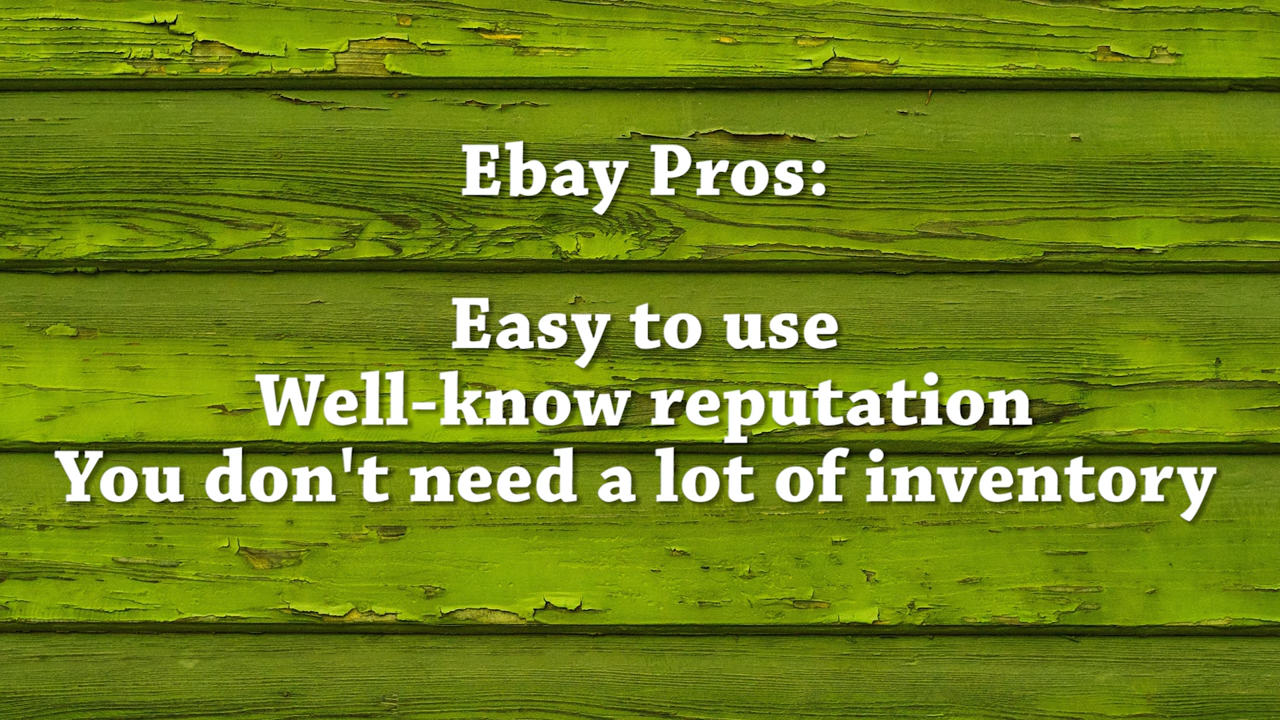 Ebay Pros:
Easy to use
Well-know reputation
You don't need a lot of inventory